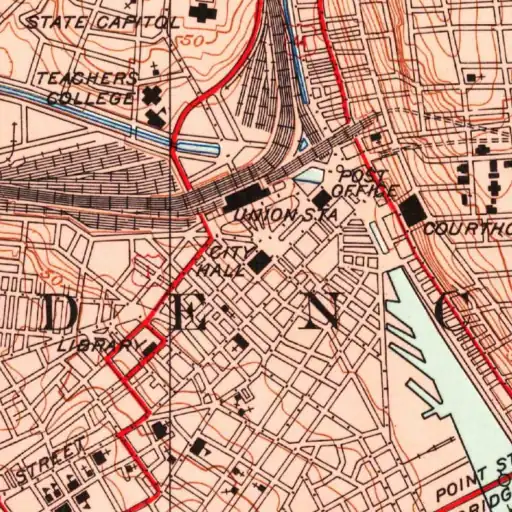 STATE CAPITOL
50
TEACHERS
COLLEGE
POST
OFFICE
UNION STA
COURTHO
CITY
HALL
50
D E N C
LIBRARY
STREET
POINT ST
BRIDG